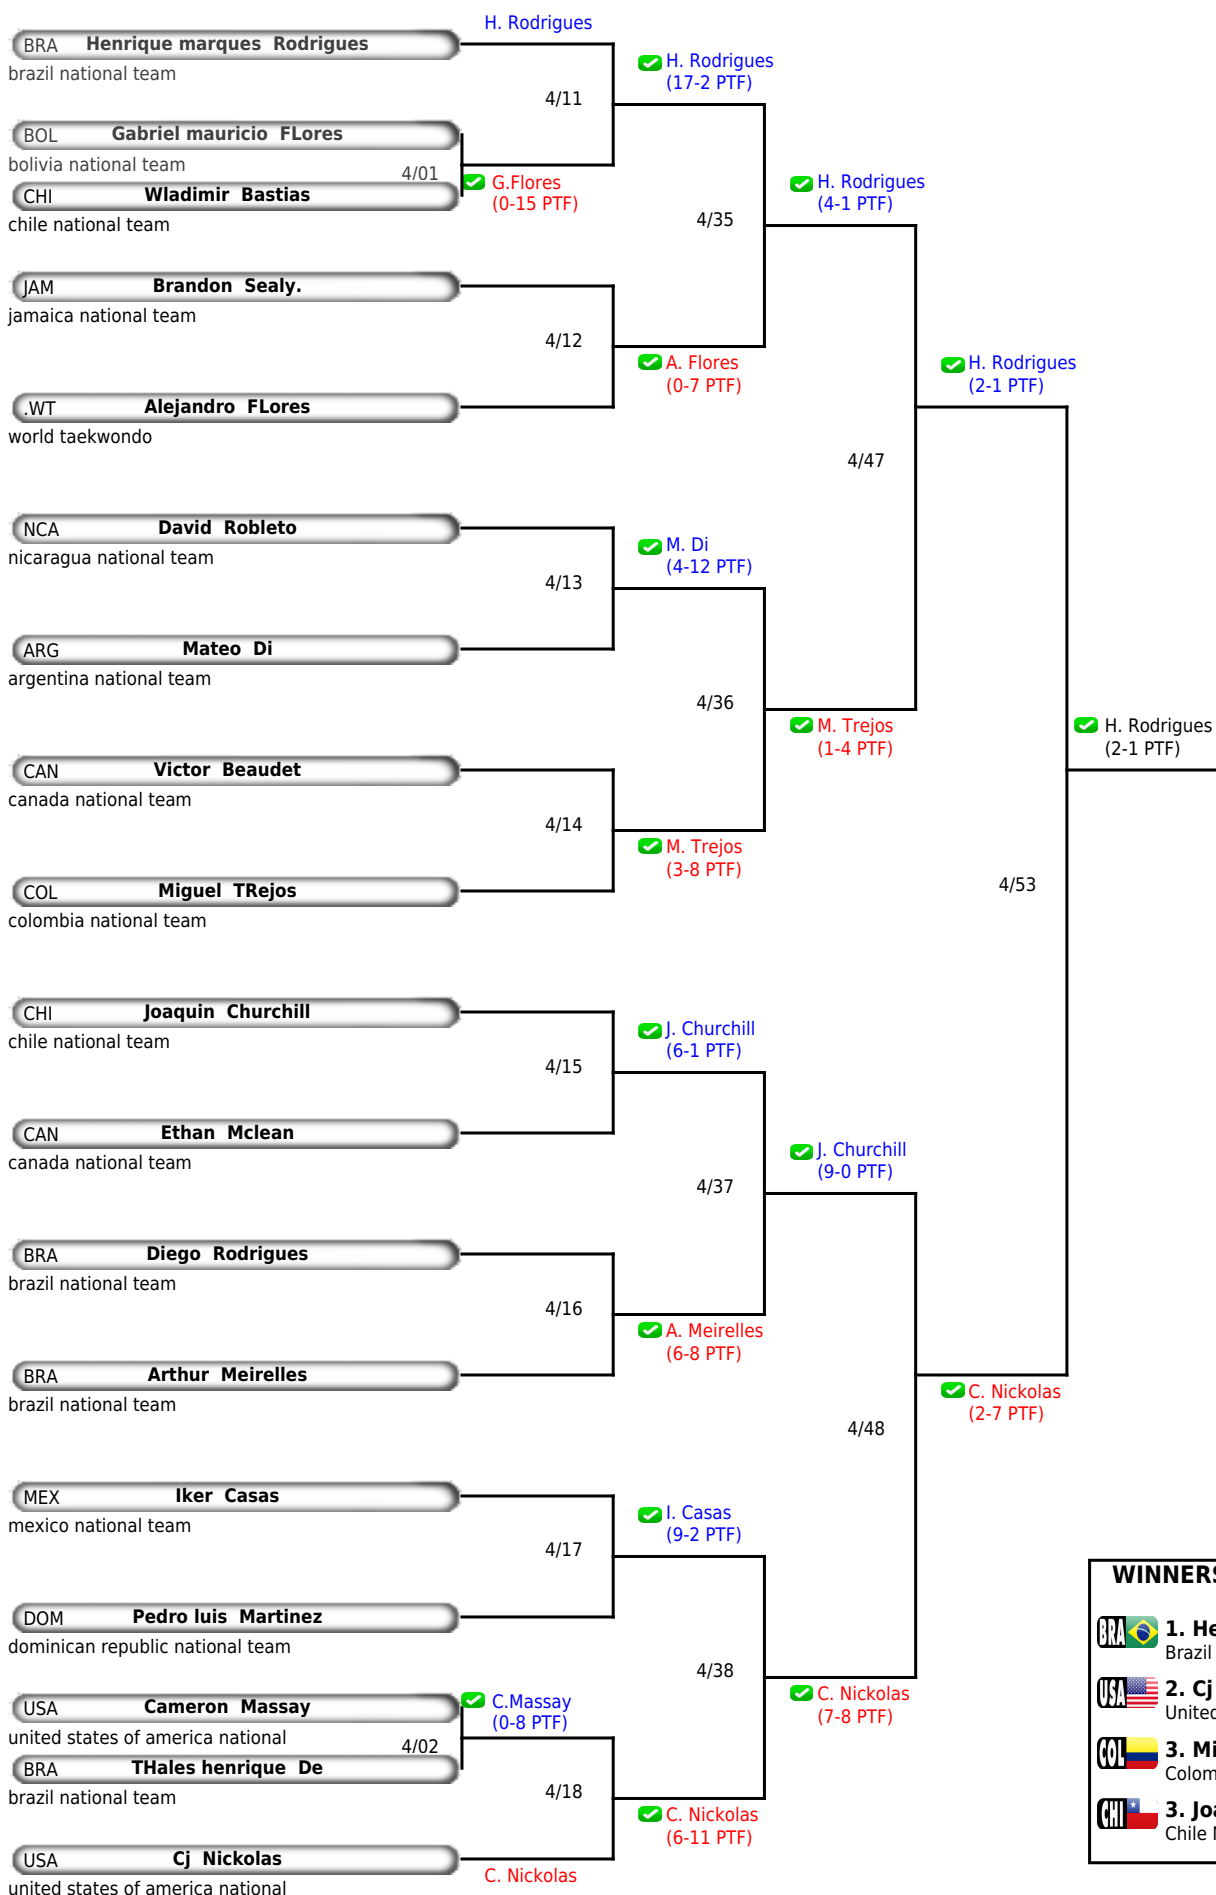 H. Rodrigues
BRA Henrique marques Rodrigues
brazil national team
H. Rodrigues
(17-2 PTF)
4/11
BOL Gabriel mauricio FLores
bolivia national team
4/01
G.Flores
(0-15 PTF)
CHI Wladimir Bastias
chile national team
H. Rodrigues
(4-1 PTF)
4/35
JAM Brandon Sealy.
jamaica national team
4/12
A. Flores
(0-7 PTF)
H. Rodrigues
(2-1 PTF)
.WT Alejandro FLores
world taekwondo
4/47
NCA David Robleto
nicaragua national team
M. Di
(4-12 PTF)
4/13
ARG Mateo Di
argentina national team
4/36
M. Trejos
(1-4 PTF)
H. Rodrigues
(2-1 PTF)
CAN Victor Beaudet
canada national team
4/14
M. Trejos
(3-8 PTF)
4/53
COL Miguel TRejos
colombia national team
CHI Joaquin Churchill
chile national team
J. Churchill
(6-1 PTF)
4/15
CAN Ethan Mclean
canada national team
J. Churchill
(9-0 PTF)
4/37
BRA Diego Rodrigues
brazil national team
4/16
A. Meirelles
(6-8 PTF)
BRA Arthur Meirelles
brazil national team
C. Nickolas
(2-7 PTF)
4/48
MEX Iker Casas
mexico national team
I. Casas
(9-2 PTF)
4/17
DOM Pedro luis Martinez
dominican republic national team
4/38
C. Nickolas
(7-8 PTF)
USA Cameron Massay
united states of america national
C.Massay
(0-8 PTF)
4/02
BRA THales henrique De
brazil national team
4/18
C. Nickolas
(6-11 PTF)
USA Cj Nickolas
united states of america national
C. Nickolas
WINNERS
BRA 1. He
Brazil
USA 2. Cj
United
COL 3. Mi
Colom
CHI 3. Joa
Chile